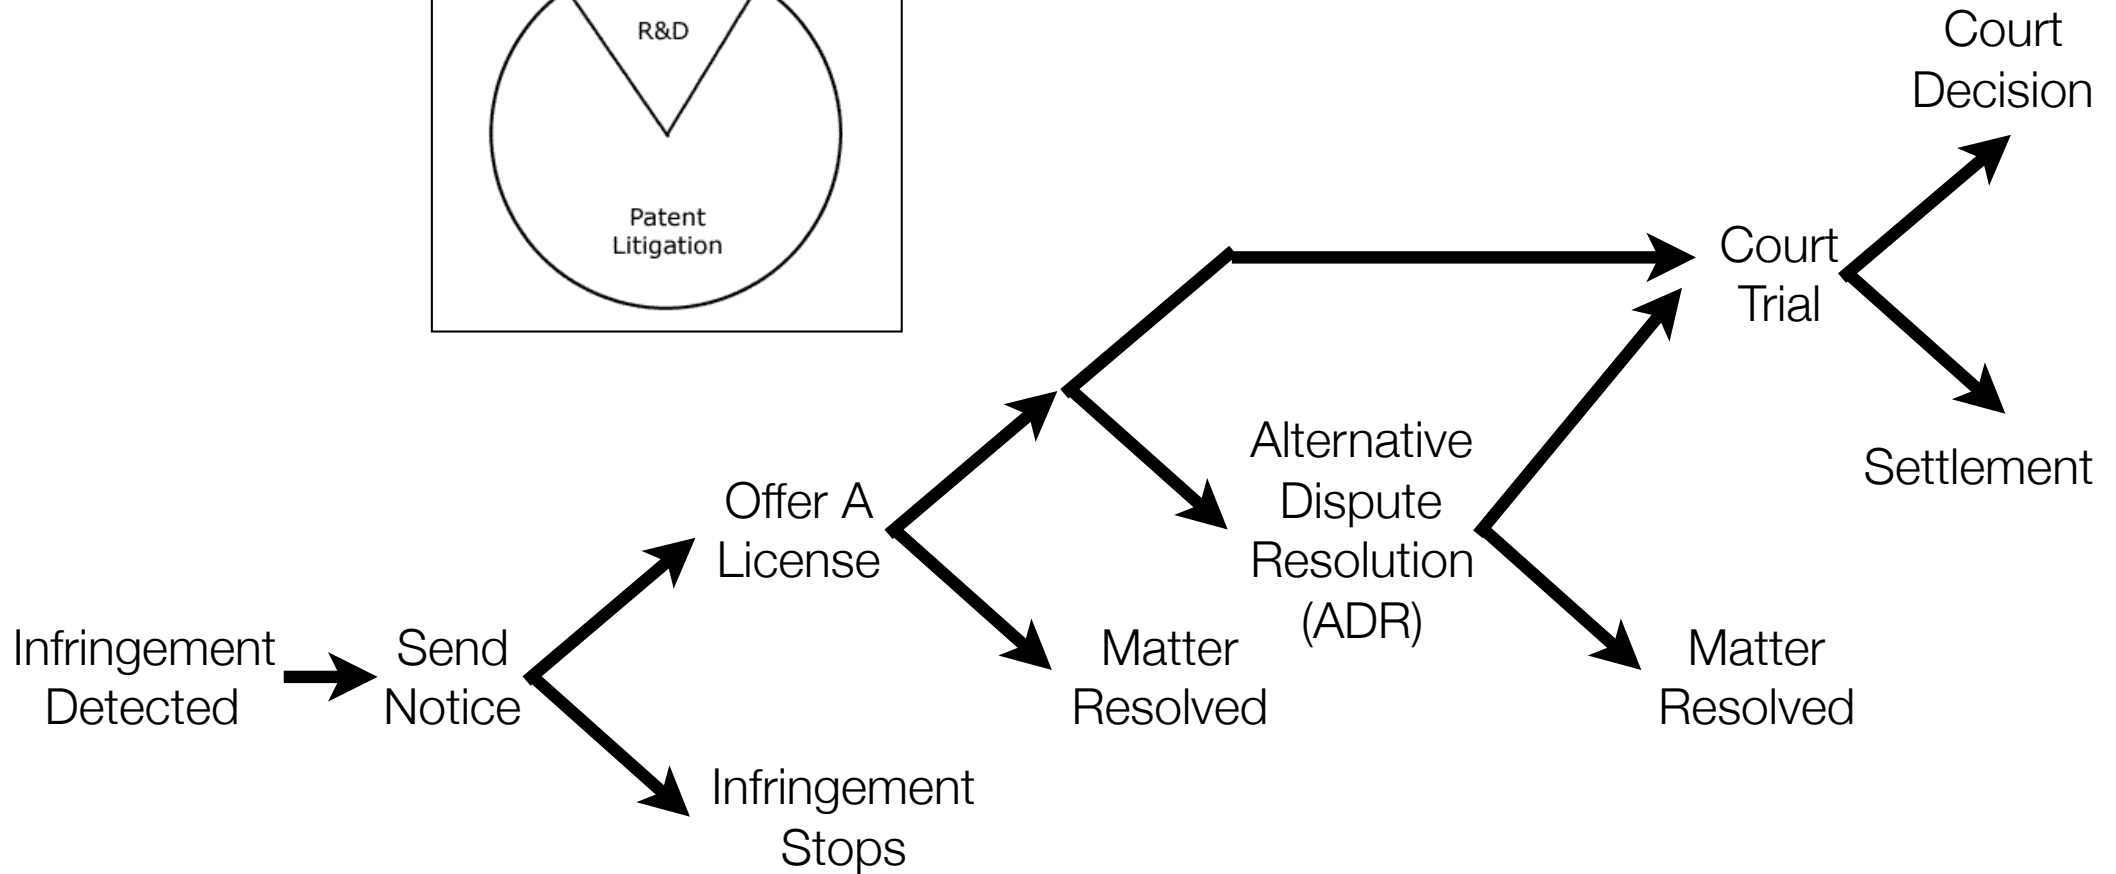 R&D
Patent
Litigation
Court
Decision
Court
Trial
Settlement
Alternative
Dispute
Resolution
(ADR)
Offer A
License
Matter
Resolved
Matter
Resolved
Infringement
Detected
Send
Notice
Infringement
Stops